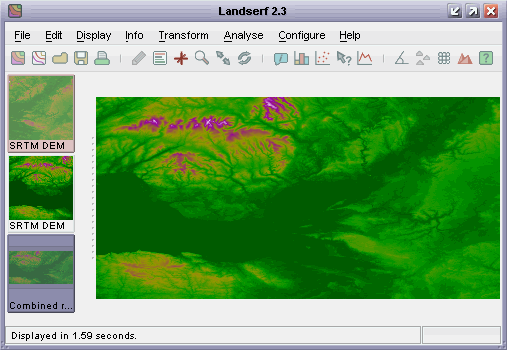 Landserf 2.3
File Edit Display Info Transform Analyse Configure Help
SRTM DEM
SRTM DEM
Combined r...
Displayed in 1.59 seconds.